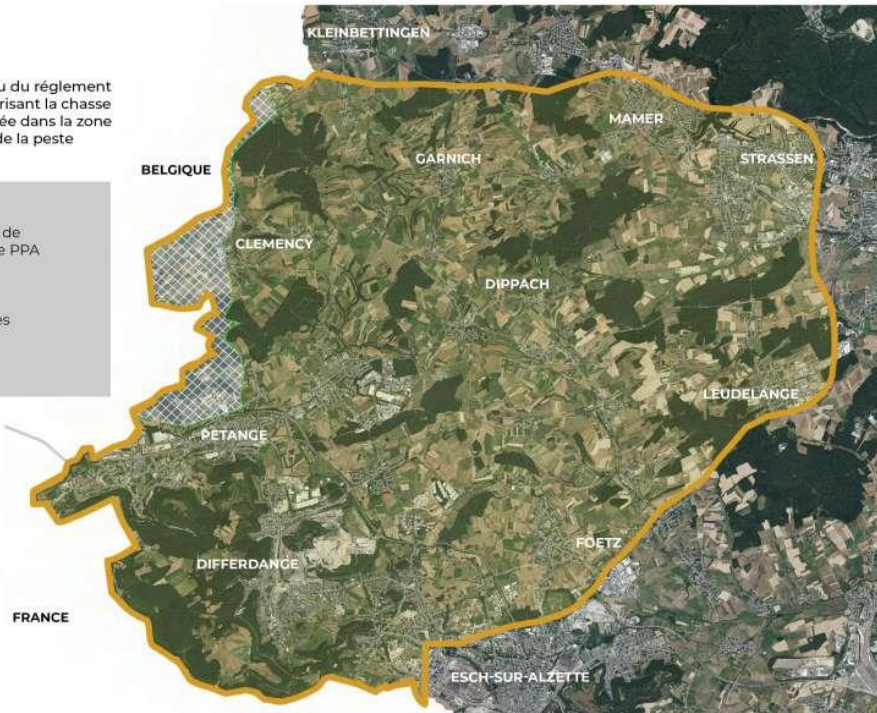 u du réglement
risant la chasse
ée dans la zone
de la peste
de
e PPA
es
KLEINBETTINGEN
MAMER
STRASSEN
GARNICH
BELGIQUE
CLEMENCY
DIPPACH
LEUDELANGE
PETANGE
FOETZ
DIFFERDANGE
FRANCE
ESCH-SUR-ALZETTE